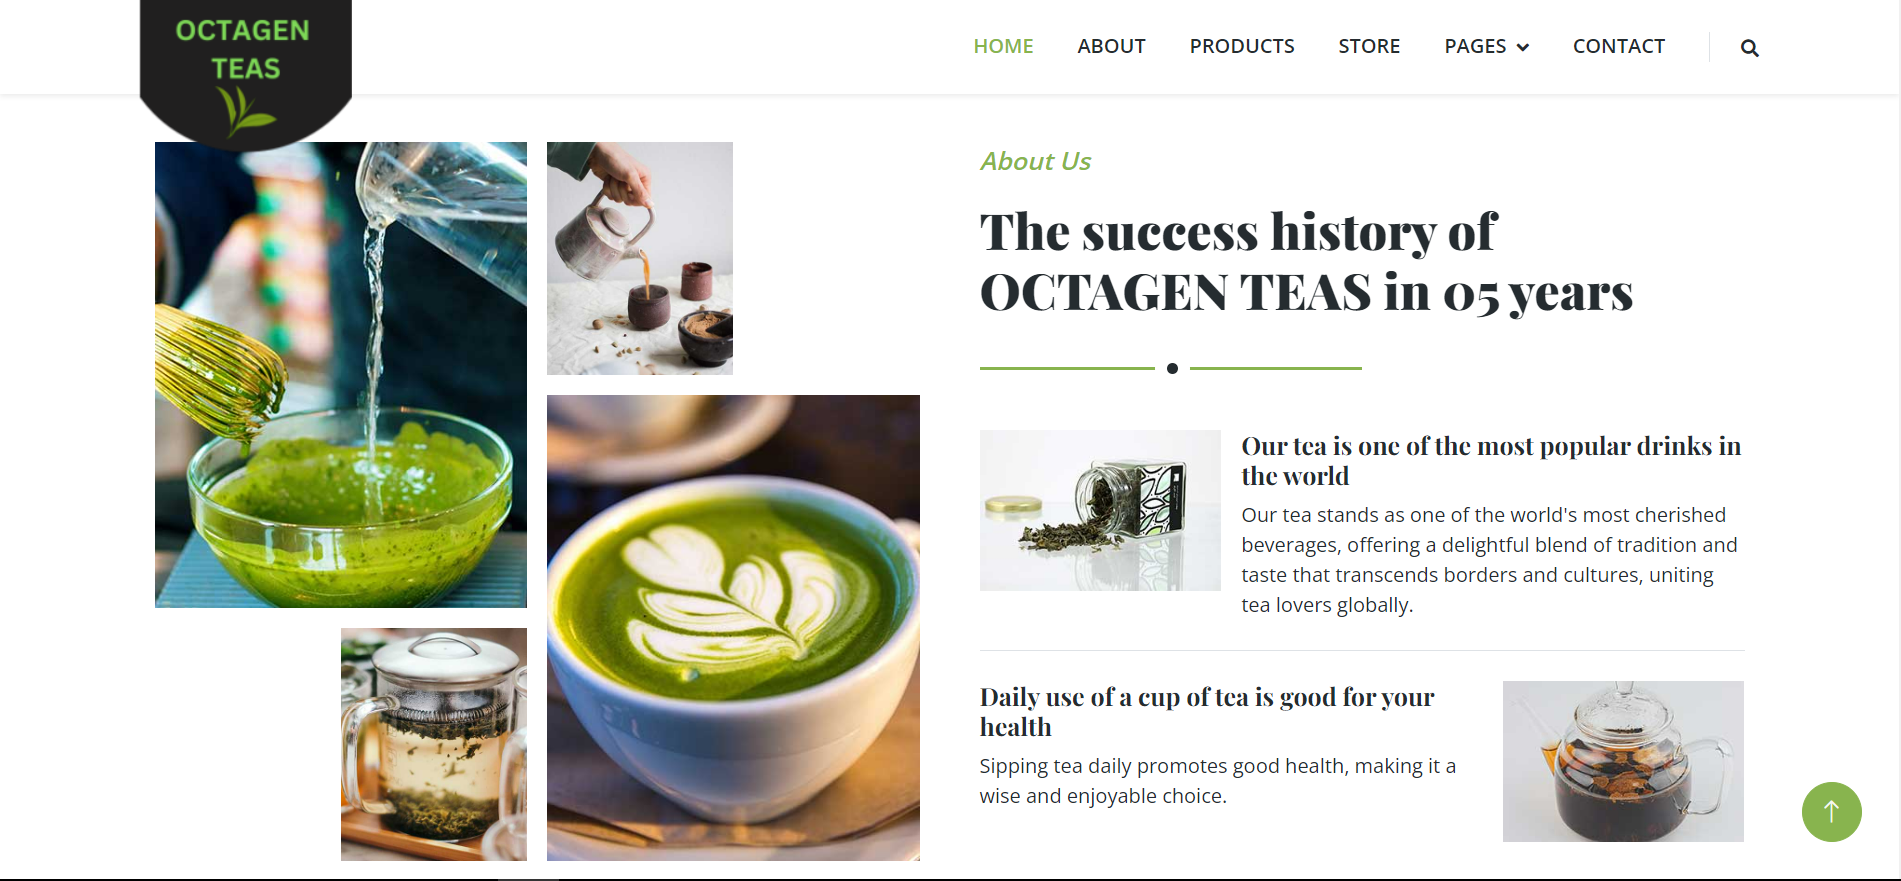 OCTAGEN
TEAS
HOME ABOUT PRODUCTS STORE PAGES CONTACT
About Us
The success history of
OCTAGEN TEAS in 05 years
Our tea is one of the most popular drinks in
the world
Our tea stands as one of the world's most cherished
beverages, offering a delightful blend of tradition and
taste that transcends borders and cultures, uniting
tea lovers globally.
Daily use of a cup of tea is good for your
health
Sipping tea daily promotes good health, making it a
wise and enjoyable choice.